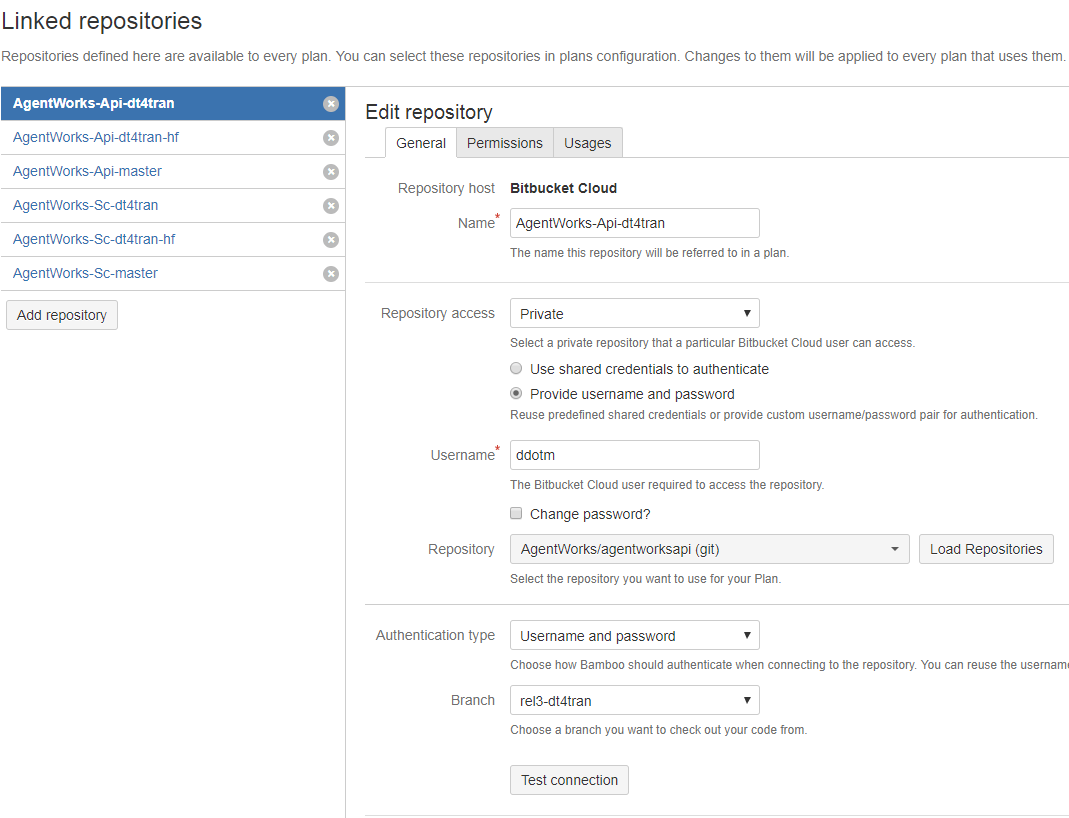 Linked repositories
Repositories defined here are available to every plan. You can select these repositories in plans configuration. Changes to them will be applied to every plan that uses them.
AgentWorks-Api-dt4tran
AgentWorks-Api-dt4tran-hf
AgentWorks-Api-master
AgentWorks-Sc-dt4tran
AgentWorks-Sc-dt4tran-hf
AgentWorks-Sc-master
Add repository
Edit repository
General Permissions Usages
Repository host Bitbucket Cloud
Name* AgentWorks-Api-dt4tran
The name this repository will be referred to in a plan.
Repository access Private
Select a private repository that a particular Bitbucket Cloud user can access.
Use shared credentials to authenticate
Provide username and password
Reuse predefined shared credentials or provide custom username/password pair for authentication.
Username* ddotm
The Bitbucket Cloud user required to access the repository.
Change password?
Repository AgentWorks/agentworksapi (git) Load Repositories
Select the repository you want to use for your Plan.
Authentication type Username and password
Choose how Bamboo should authenticate when connecting to the repository. You can reuse the username
Branch rel3-dt4tran
Choose a branch you want to check out your code from.
Test connection